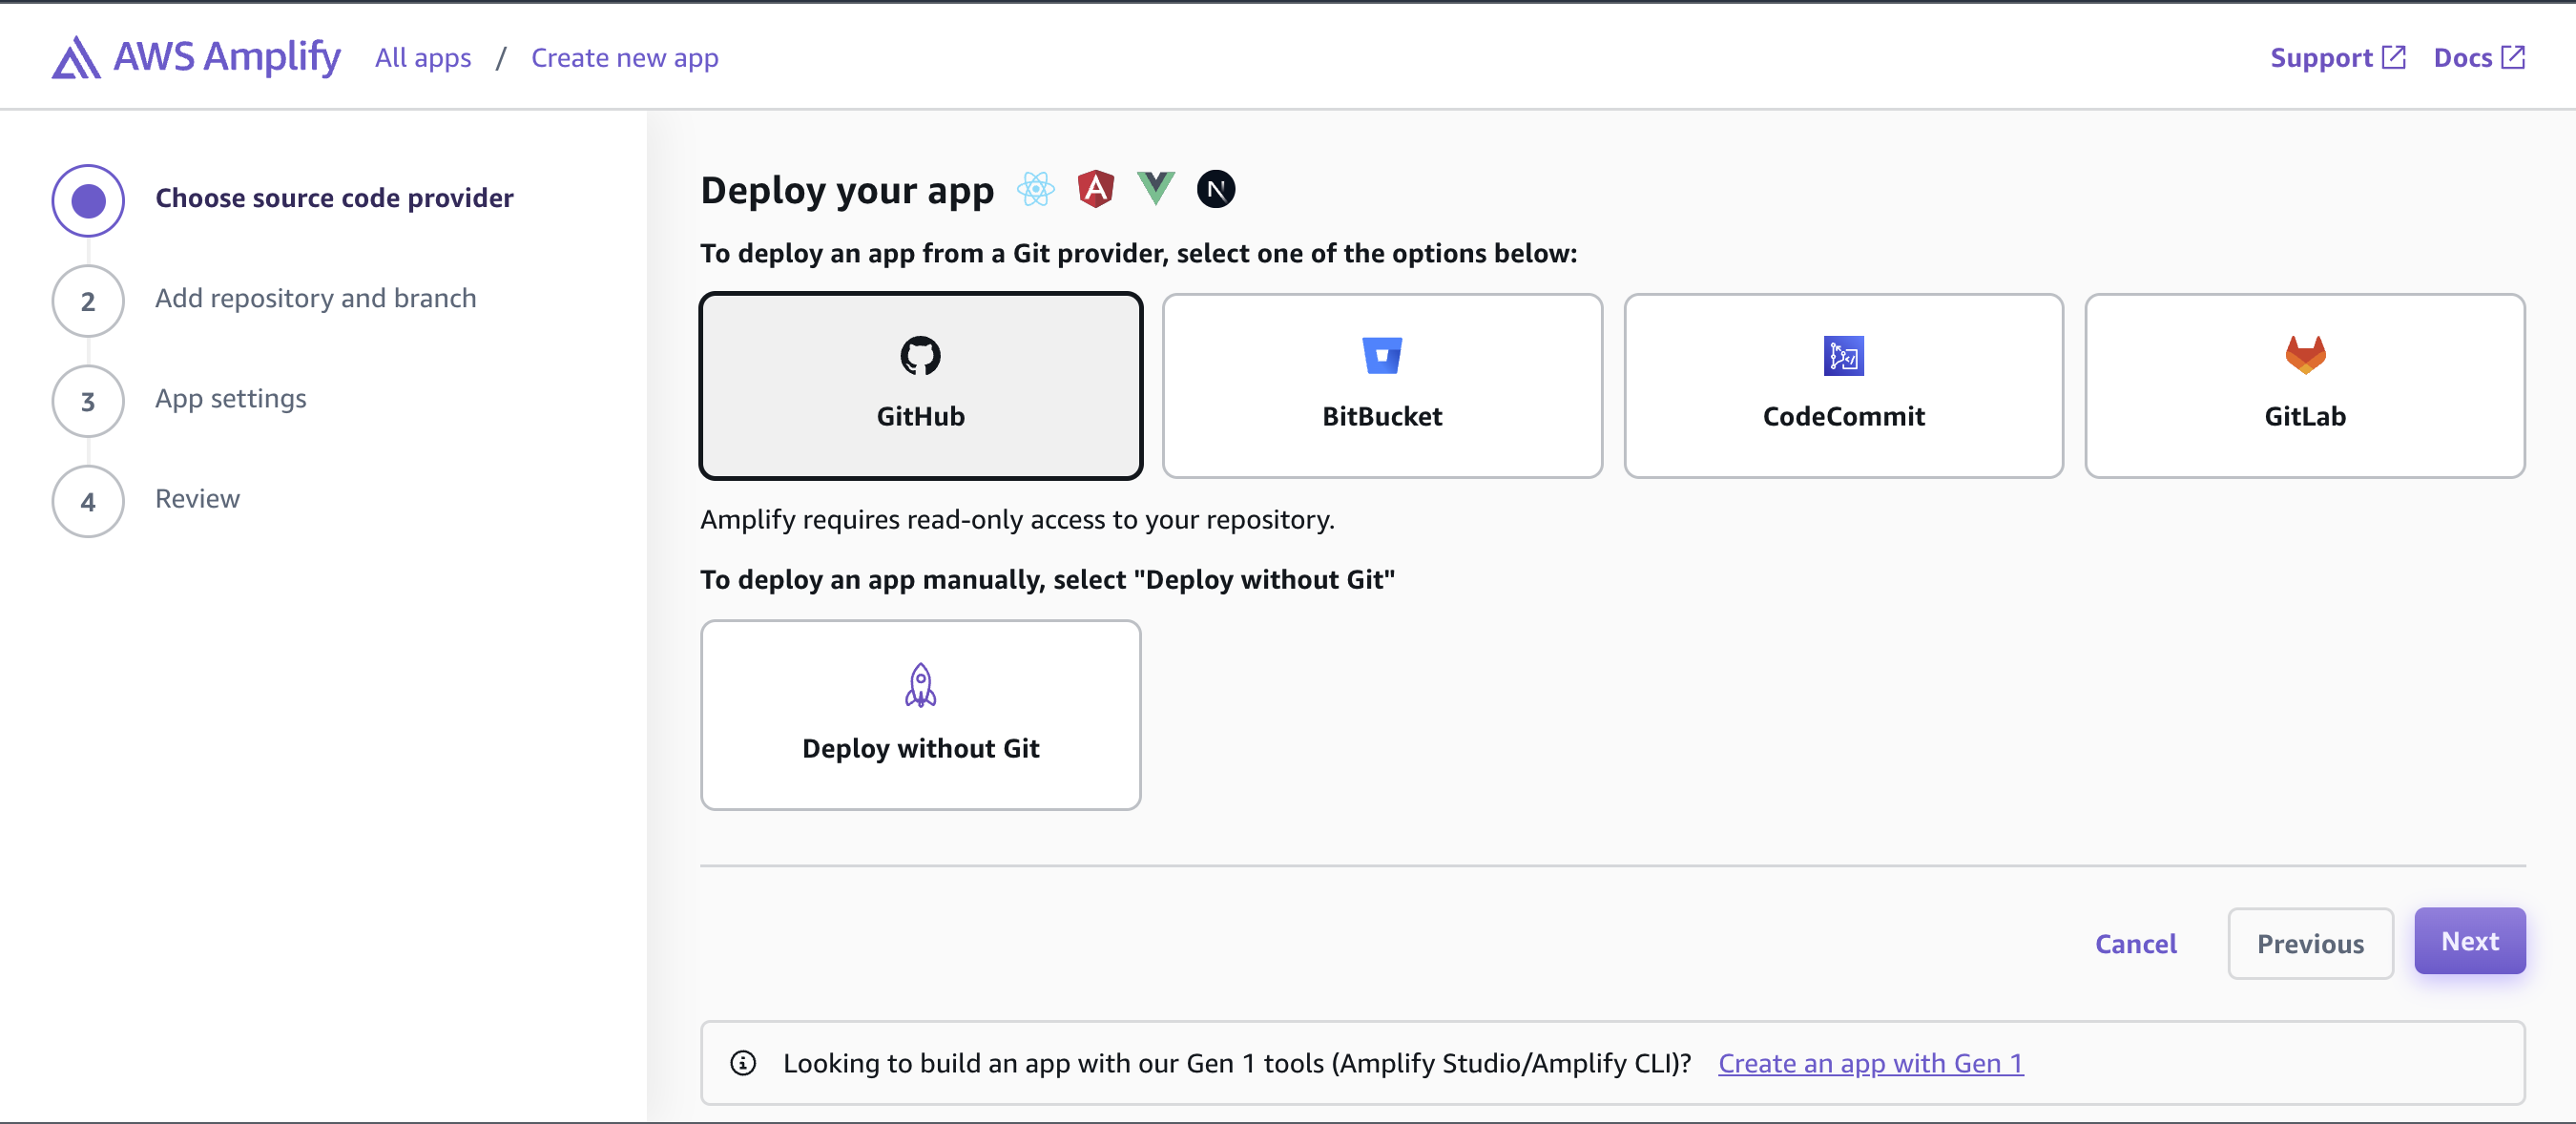 AWS Amplify All apps / Create new app Support Docs
Choose source code provider
2 Add repository and branch
3 App settings
4 Review
Deploy your app
To deploy an app from a Git provider, select one of the options below:
GitHub BitBucket CodeCommit GitLab
Amplify requires read-only access to your repository.
To deploy an app manually, select "Deploy without Git"
Deploy without Git
Cancel Previous Next
Looking to build an app with our Gen 1 tools (Amplify Studio/Amplify CLI)? Create an app with Gen 1